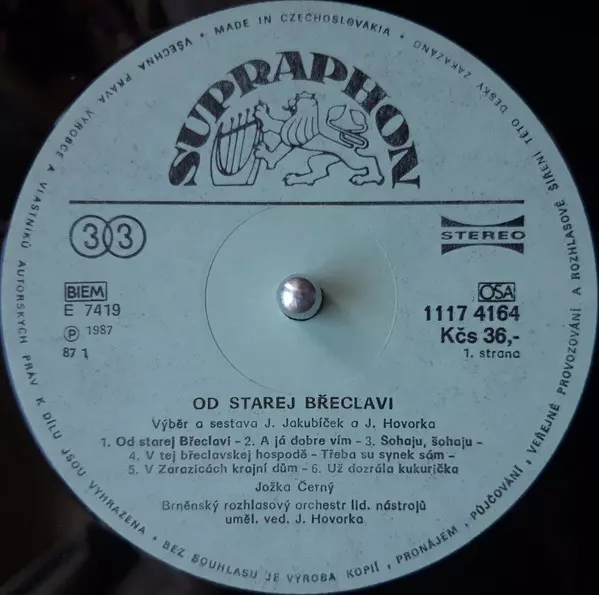 MADE IN CZECHOSLOVAKIA • VŠECHNA PRÁVA VÝROBCE A VLASTNÍKŮ AUTORSKÝCH PRÁV K DÍLU JSOU VYHRAZENA • BEZ SOUHLASU JE VÝROBA KOPIÍ, PRONÁJEM, PŮJČOVÁNÍ, VEŘEJNÉ PROVOZOVÁNÍ A ROZHLASOVÉ ŠÍŘENÍ TÉTO DESKY ZAKÁZÁNO •
SUPRAPHON
33
STEREO
BIEM
E 7419
Ⓟ 1987
87 1
OSA
1117 4164
Kčs 36,-
1. strana
OD STAREJ BŘECLAVI
Výběr a sestava J. Jakubíček a J. Hovorka
1. Od starej Břeclavi - 2. A já dobre vím - 3. Sohaju, sohaju -
4. V tej břeclavskej hospodě - Třeba su synek sám -
5. V Zarazicách krajní dům - 6. Už dozrála kukurička
Jožka Černý
Brněnský rozhlasový orchestr lid. nástrojů
uměl. ved. J. Hovorka